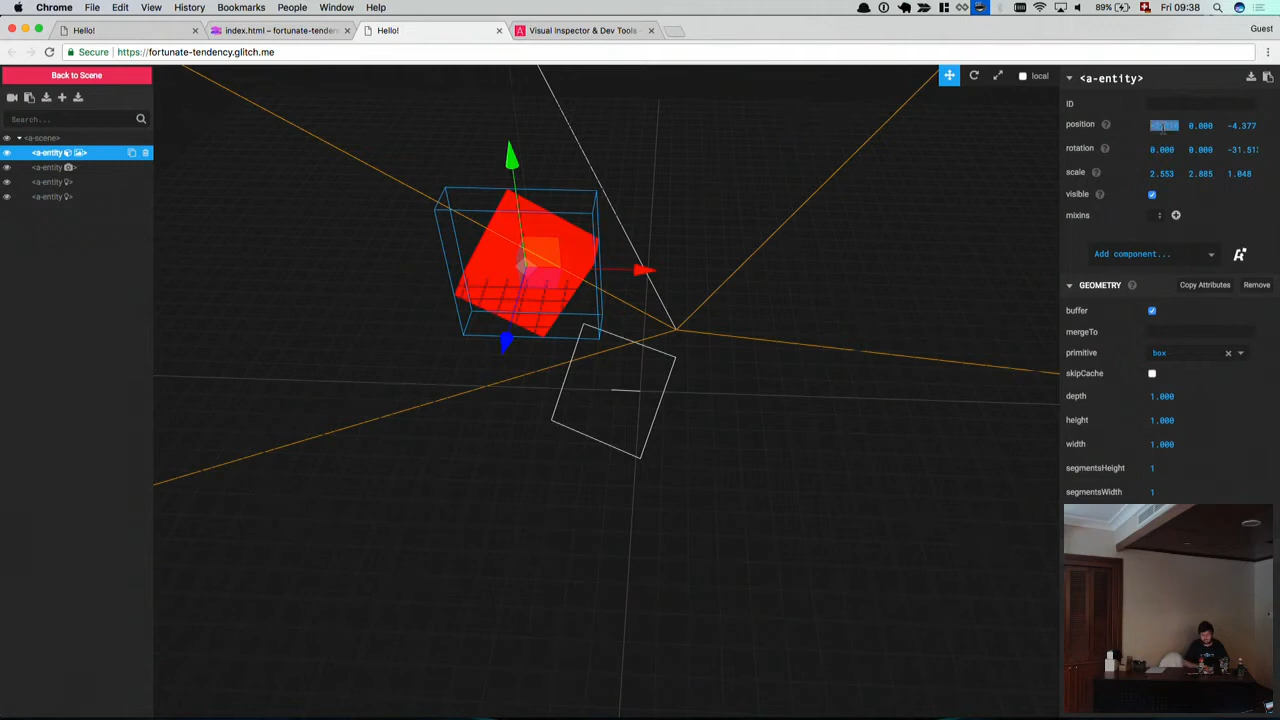 Chrome File Edit View History Bookmarks People Window Help 89% Fri 09:38
Hello! index.html – fortunate-tenden Hello! Visual Inspector & Dev Tools - Guest
Secure https://fortunate-tendency.glitch.me
Back to Scene
local
<a-entity>
Search...
<a-scene>
<a-entity >
<a-entity >
<a-entity >
<a-entity >
ID
position 0.000 -4.377
rotation 0.000 0.000 -31.51
scale 2.553 2.885 1.048
visible
mixins
Add component...
GEOMETRY Copy Attributes Remove
buffer
mergeTo
primitive box
skipCache
depth 1.000
height 1.000
width 1.000
segmentsHeight 1
segmentsWidth 1